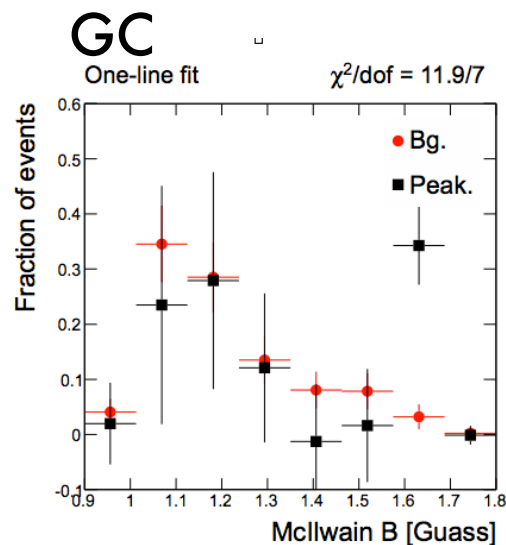 GC
One-line fit
χ²/dof = 11.9/7
Fraction of events
0.6
0.5
0.4
0.3
0.2
0.1
0
-0.1
Bg.
Peak.
0.9 1 1.1 1.2 1.3 1.4 1.5 1.6 1.7 1.8
McIlwain B [Guass]